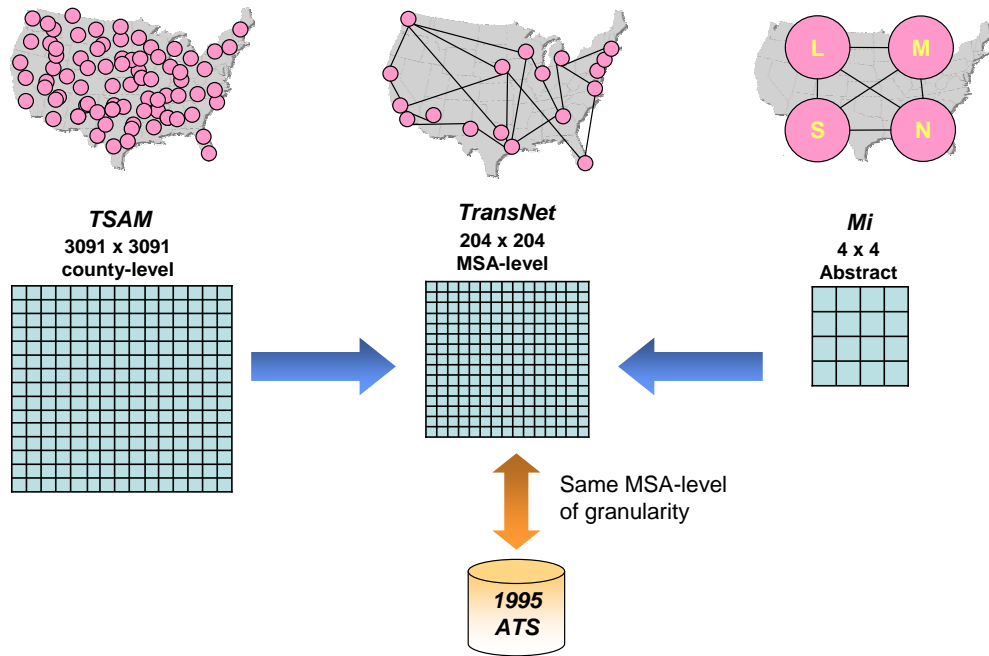 L
M
S
N
TSAM
3091 x 3091
county-level
TransNet
204 x 204
MSA-level
Mi
4 x 4
Abstract
Same MSA-level
of granularity
1995
ATS